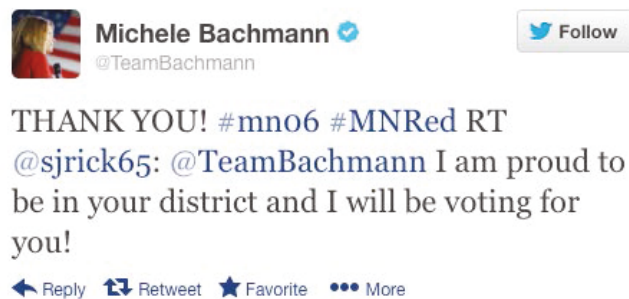 Michele Bachmann
Follow
@TeamBachmann
THANK YOU! #mn06 #MNRed RT
@sjrick65: @TeamBachmann I am proud to
be in your district and I will be voting for
you!
Reply Retweet Favorite More